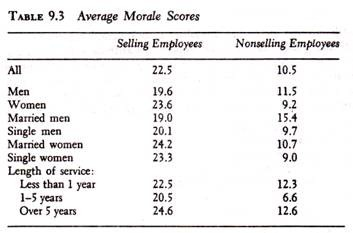 TABLE 9.3 Average Morale Scores
Selling Employees Nonselling Employees
All 22.5 10.5
Men 19.6 11.5
Women 23.6 9.2
Married men 19.0 15.4
Single men 20.1 9.7
Married women 24.2 10.7
Single women 23.3 9.0
Length of service:
Less than 1 year 22.5 12.3
1–5 years 20.5 6.6
Over 5 years 24.6 12.6